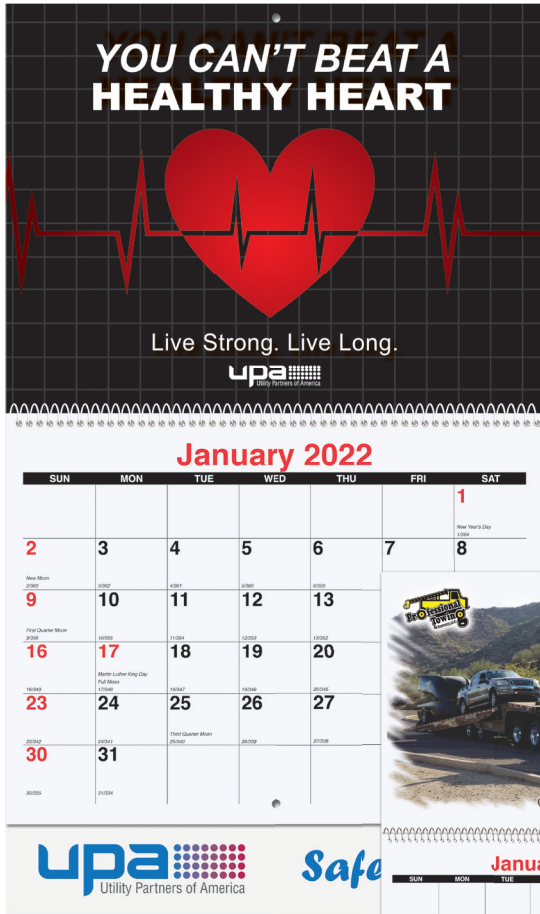 YOU CAN'T BEAT A
HEALTHY HEART
Live Strong. Live Long.
upa
Utility Partners of America
January 2022
SUN MON TUE WED THU FRI SAT
1
New Year's Day
1/364
2 3 4 5 6 7 8
New Moon
2/363 3/362 4/361 5/360 6/359
9 10 11 12 13
First Quarter Moon
9/356 10/355 11/354 12/353 13/352
16 17 18 19 20
Martin Luther King Day
Full Moon
16/349 17/348 18/347 19/346 20/345
23 24 25 26 27
Third Quarter Moon
23/342 24/341 25/340 26/339 27/338
30 31
30/335 31/334
upa
Utility Partners of America
Safe
Professional
Towing
Janua
SUN MON TUE